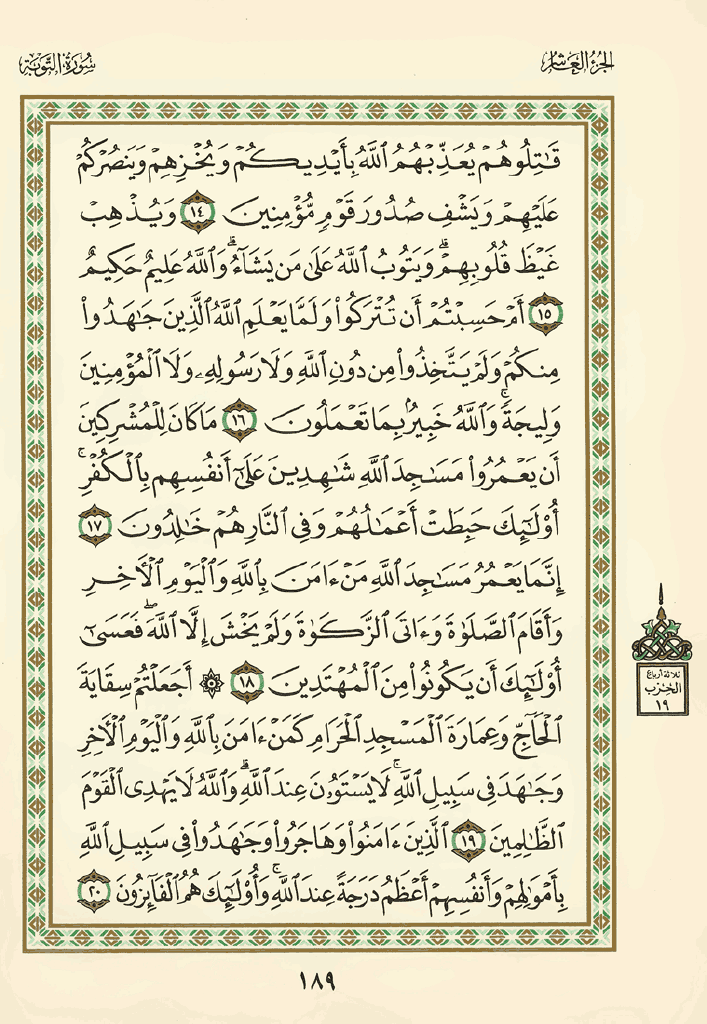 الجزء العاشر
سورة التوبة
قَٰتِلُوهُمْ يُعَذِّبْهُمُ ٱللَّهُ بِأَيْدِيكُمْ وَيُخْزِهِمْ وَيَنصُرْكُمْ
عَلَيْهِمْ وَيَشْفِ صُدُورَ قَوْمٍ مُّؤْمِنِينَ ١٤ وَيُذْهِبْ
غَيْظَ قُلُوبِهِمْ ۗ وَيَتُوبُ ٱللَّهُ عَلَىٰ مَن يَشَآءُ ۗ وَٱللَّهُ عَلِيمٌ حَكِيمٌ
١٥ أَمْ حَسِبْتُمْ أَن تُتْرَكُوا۟ وَلَمَّا يَعْلَمِ ٱللَّهُ ٱلَّذِينَ جَٰهَدُوا۟
مِنكُمْ وَلَمْ يَتَّخِذُوا۟ مِن دُونِ ٱللَّهِ وَلَا رَسُولِهِۦ وَلَا ٱلْمُؤْمِنِينَ
وَلِيجَةً ۚ وَٱللَّهُ خَبِيرٌۢ بِمَا تَعْمَلُونَ ١٦ مَا كَانَ لِلْمُشْرِكِينَ
أَن يَعْمُرُوا۟ مَسَٰجِدَ ٱللَّهِ شَٰهِدِينَ عَلَىٰٓ أَنفُسِهِم بِٱلْكُفْرِ ۚ
أُو۟لَٰٓئِكَ حَبِطَتْ أَعْمَٰلُهُمْ وَفِى ٱلنَّارِ هُمْ خَٰلِدُونَ ١٧
إِنَّمَا يَعْمُرُ مَسَٰجِدَ ٱللَّهِ مَنْ ءَامَنَ بِٱللَّهِ وَٱلْيَوْمِ ٱلْءَاخِرِ
وَأَقَامَ ٱلصَّلَوٰةَ وَءَاتَى ٱلزَّكَوٰةَ وَلَمْ يَخْشَ إِلَّا ٱللَّهَ ۖ فَعَسَىٰٓ
أُو۟لَٰٓئِكَ أَن يَكُونُوا۟ مِنَ ٱلْمُهْتَدِينَ ١٨ ۞ أَجَعَلْتُمْ سِقَايَةَ
ٱلْحَآجِّ وَعِمَارَةَ ٱلْمَسْجِدِ ٱلْحَرَامِ كَمَنْ ءَامَنَ بِٱللَّهِ وَٱلْيَوْمِ ٱلْءَاخِرِ
وَجَٰهَدَ فِى سَبِيلِ ٱللَّهِ ۚ لَا يَسْتَوُۥنَ عِندَ ٱللَّهِ ۗ وَٱللَّهُ لَا يَهْدِى ٱلْقَوْمَ
ٱلظَّٰلِمِينَ ١٩ ٱلَّذِينَ ءَامَنُوا۟ وَهَاجَرُوا۟ وَجَٰهَدُوا۟ فِى سَبِيلِ ٱللَّهِ
بِأَمْوَٰلِهِمْ وَأَنفُسِهِمْ أَعْظَمُ دَرَجَةً عِندَ ٱللَّهِ ۚ وَأُو۟لَٰٓئِكَ هُمُ ٱلْفَآئِزُونَ ٢٠
ثلاثة أرباع
الحزب
١٩
١٨٩